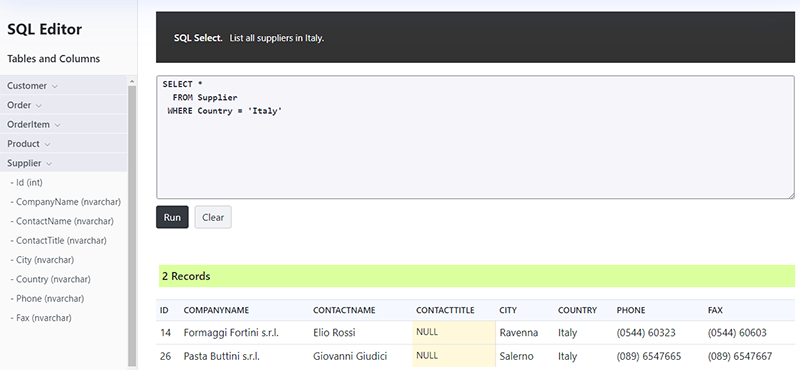 SQL Editor
Tables and Columns
Customer
Order
OrderItem
Product
Supplier
- Id (int)
- CompanyName (nvarchar)
- ContactName (nvarchar)
- ContactTitle (nvarchar)
- City (nvarchar)
- Country (nvarchar)
- Phone (nvarchar)
- Fax (nvarchar)
SQL Select. List all suppliers in Italy.
SELECT *
FROM Supplier
WHERE Country = 'Italy'
Run Clear
2 Records
ID COMPANYNAME CONTACTNAME CONTACTTITLE CITY COUNTRY PHONE FAX
14 Formaggi Fortini s.r.l. Elio Rossi NULL Ravenna Italy (0544) 60323 (0544) 60603
26 Pasta Buttini s.r.l. Giovanni Giudici NULL Salerno Italy (089) 6547665 (089) 6547667